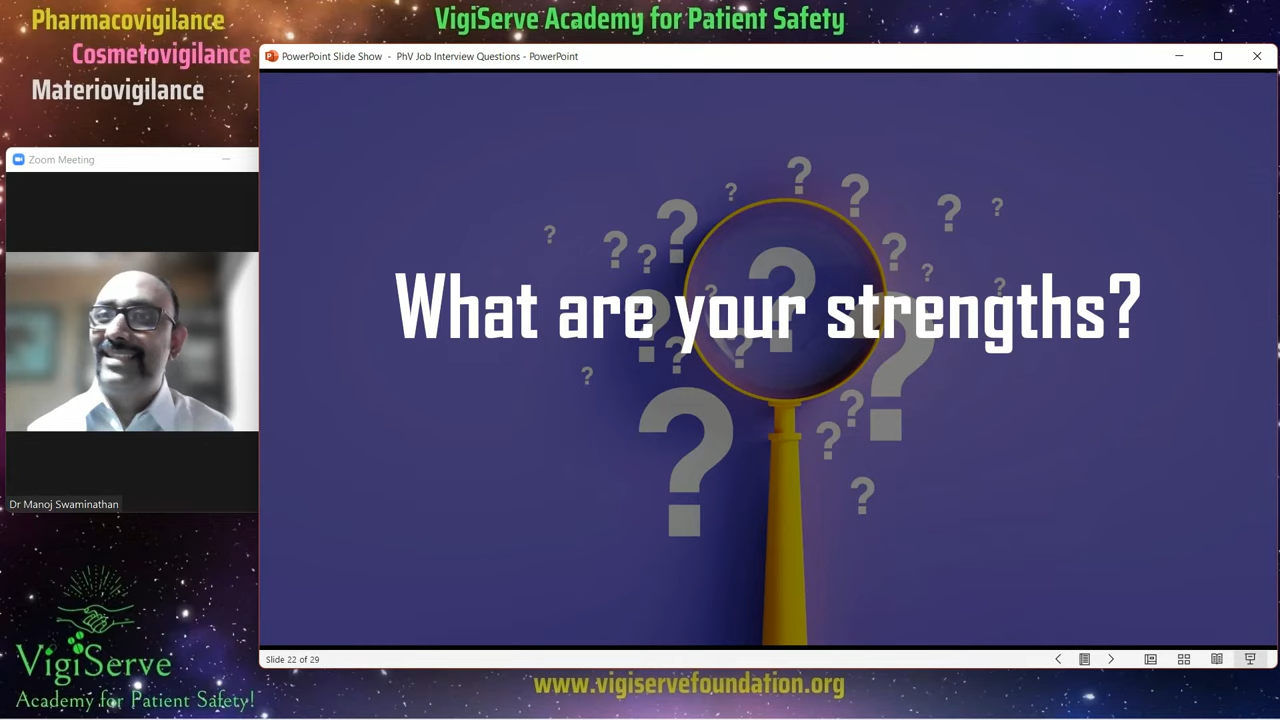 Pharmacovigilance
Cosmetovigilance
Materiovigilance
VigiServe Academy for Patient Safety
PowerPoint Slide Show - PhV Job Interview Questions - PowerPoint
Zoom Meeting
Dr Manoj Swaminathan
? ? ? ? ? ? ? ? ? ? ? ? ? ? ? ? ? ? ? ? ? ? ? ?
What are your strengths?
Slide 22 of 29
VigiServe
Academy for Patient Safety!
www.vigiservefoundation.org